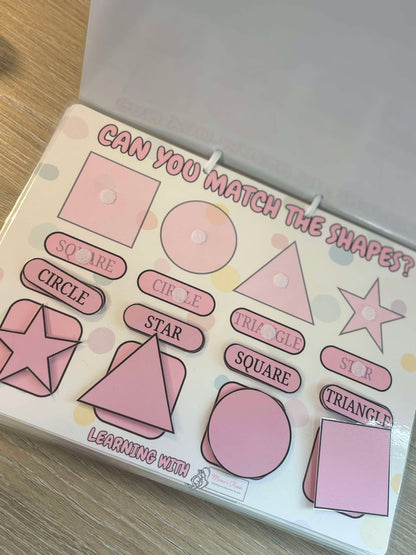 CAN YOU MATCH THE SHAPES?
SQUARE
CIRCLE
TRIANGLE
STAR
CIRCLE
STAR
SQUARE
TRIANGLE
LEARNING WITH